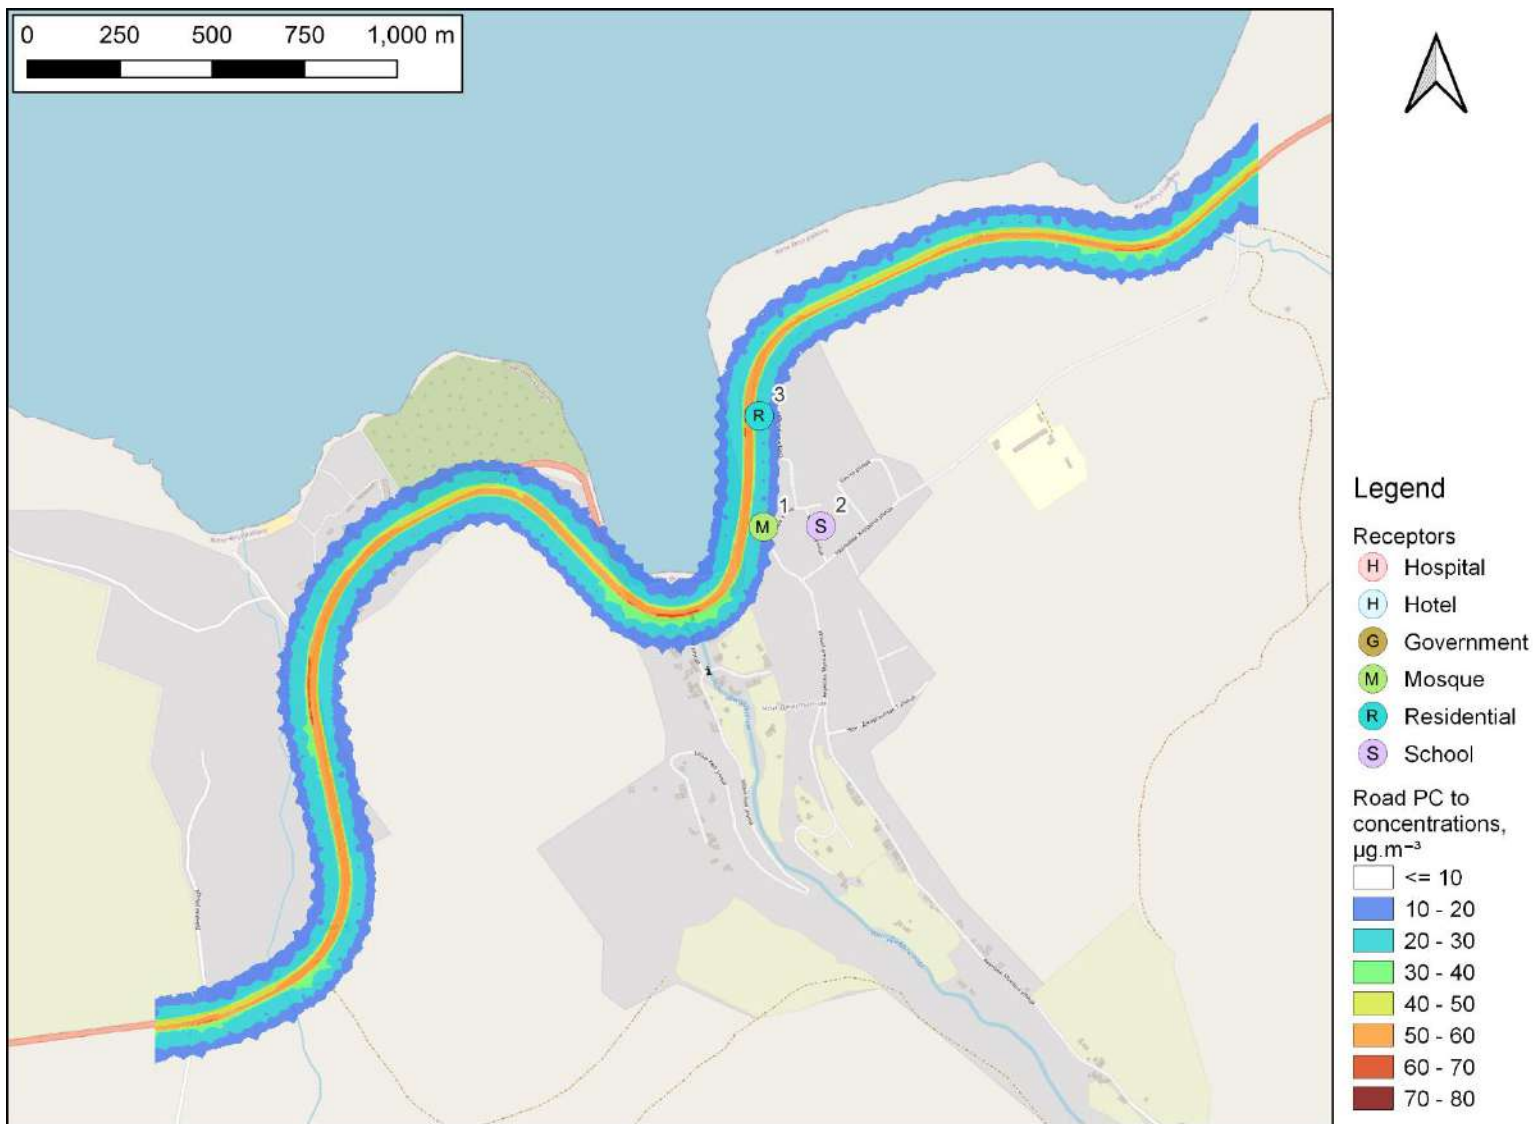 0 250 500 750 1,000 m
3
R
1
2
M
S
Legend
Receptors
H Hospital
H Hotel
G Government
M Mosque
R Residential
S School
Road PC to
concentrations,
µg.m⁻³
<= 10
10 - 20
20 - 30
30 - 40
40 - 50
50 - 60
60 - 70
70 - 80